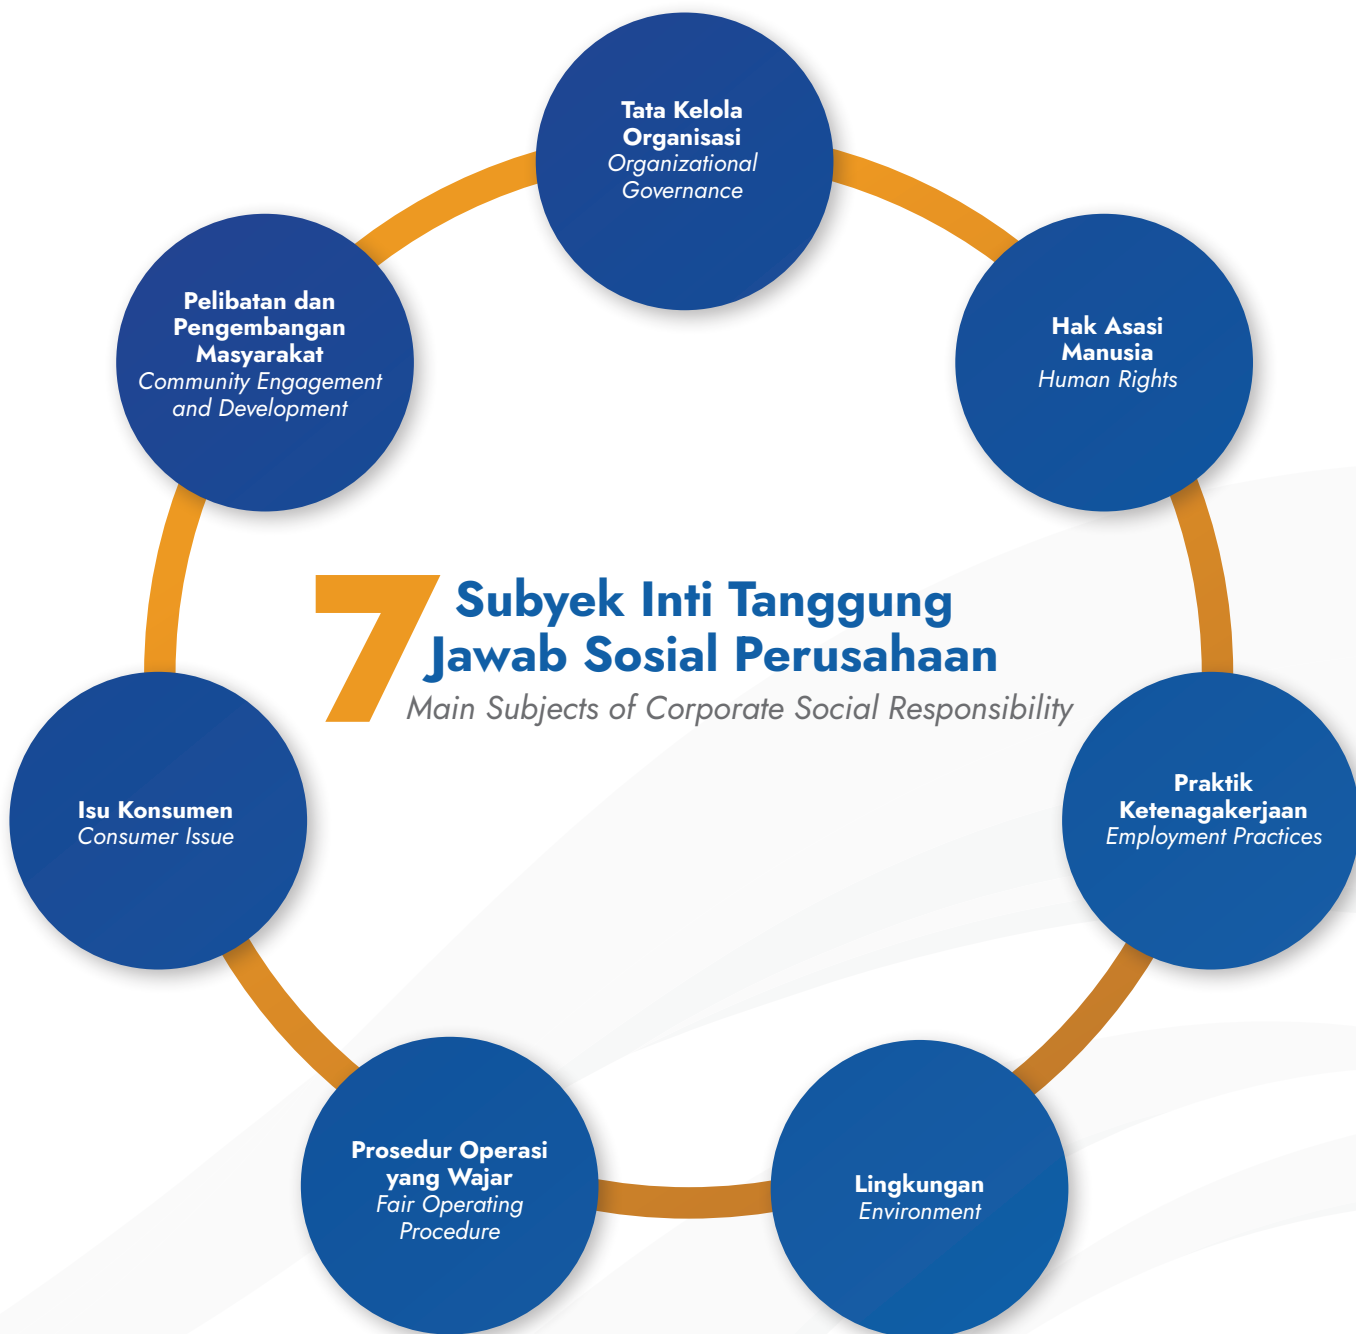 Tata Kelola
Organisasi
Organizational
Governance
Hak Asasi
Manusia
Human Rights
Praktik
Ketenagakerjaan
Employment Practices
Lingkungan
Environment
Prosedur Operasi
yang Wajar
Fair Operating
Procedure
Isu Konsumen
Consumer Issue
Pelibatan dan
Pengembangan
Masyarakat
Community Engagement
and Development
7
Subyek Inti Tanggung
Jawab Sosial Perusahaan
Main Subjects of Corporate Social Responsibility